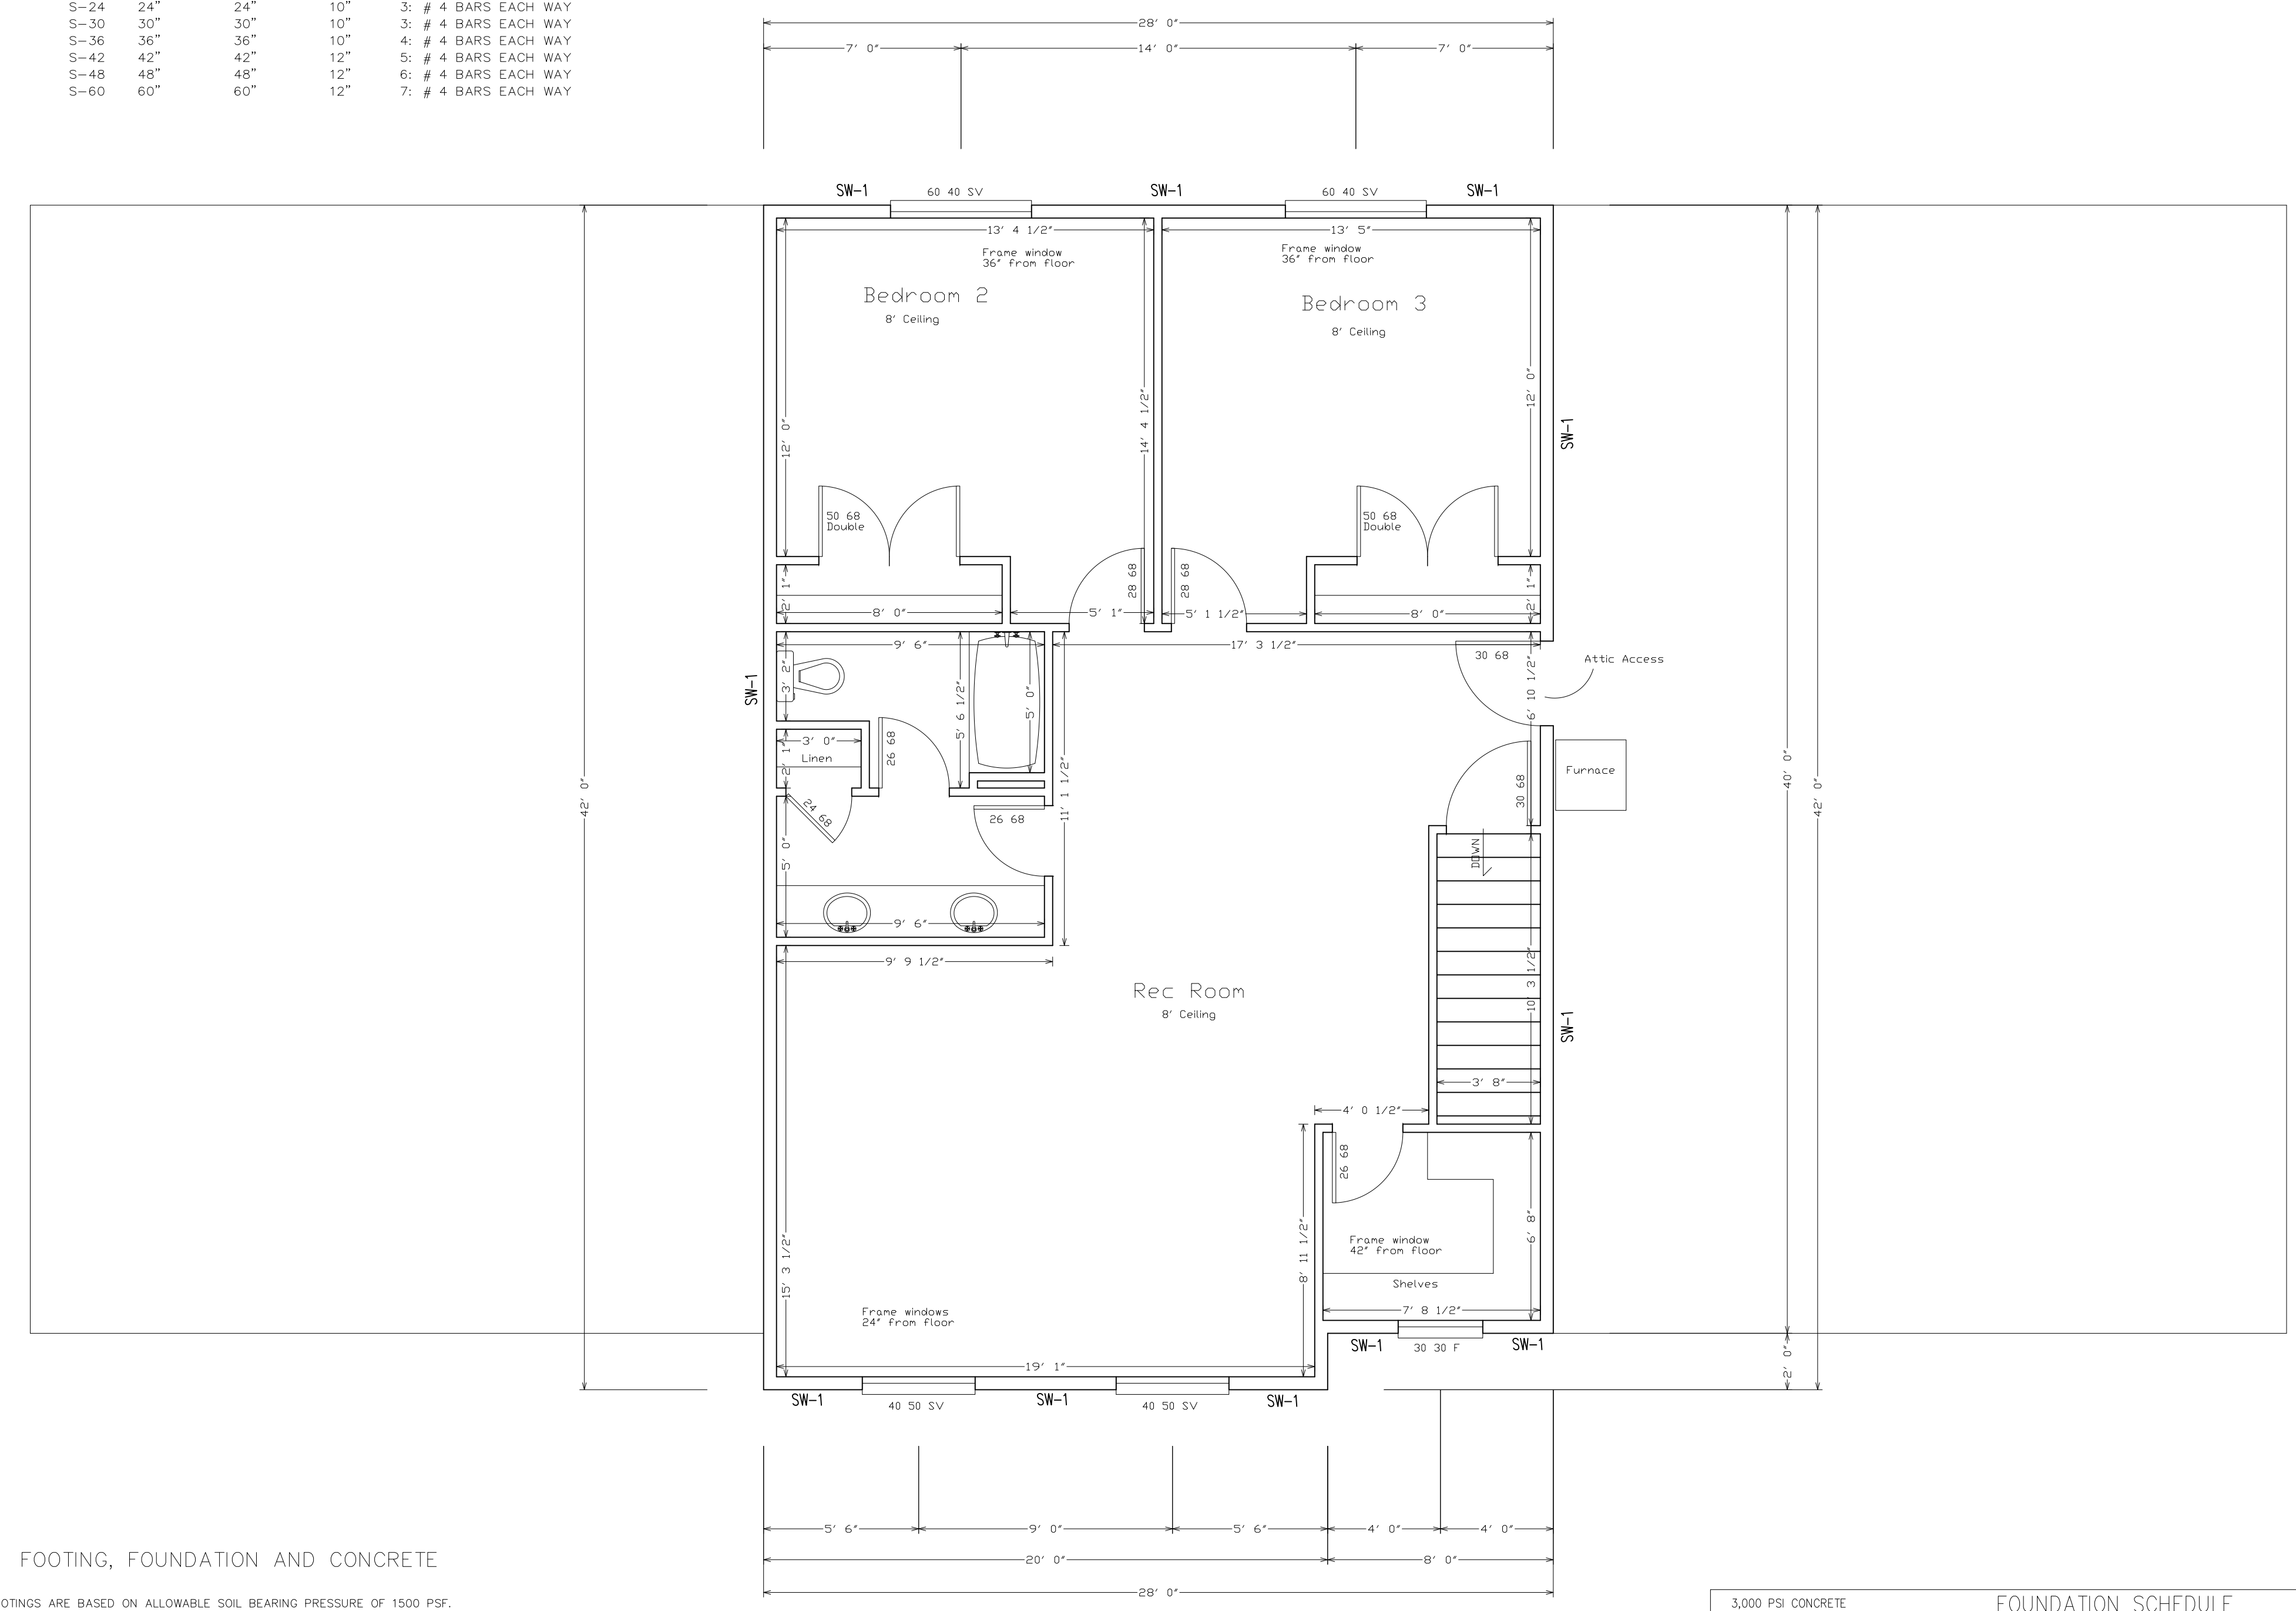 S-24 24" 24" 10" 3: # 4 BARS EACH WAY
S-30 30" 30" 10" 3: # 4 BARS EACH WAY
S-36 36" 36" 10" 4: # 4 BARS EACH WAY
S-42 42" 42" 12" 5: # 4 BARS EACH WAY
S-48 48" 48" 12" 6: # 4 BARS EACH WAY
S-60 60" 60" 12" 7: # 4 BARS EACH WAY
28' 0"
7' 0" 14' 0" 7' 0"
SW-1 60 40 SV SW-1 60 40 SV SW-1
13' 4 1/2" 13' 5"
Frame window
36" from floor
Frame window
36" from floor
Bedroom 2
8' Ceiling
Bedroom 3
8' Ceiling
12' 0"
14' 4 1/2"
12' 0"
SW-1
50 68
Double
50 68
Double
28 68
28 68
2' 1"
8' 0"
5' 1"
5' 1 1/2"
8' 0"
2' 1"
9' 6"
17' 3 1/2"
30 68
Attic Access
SW-1
3' 2"
5' 6 1/2"
5' 0"
6' 10 1/2"
26 68
3' 0"
Linen
2' 1"
11' 1 1/2"
Furnace
30 68
42' 0"
40' 0"
42' 0"
24 68
26 68
5' 0"
DOWN
9' 6"
9' 9 1/2"
Rec Room
8' Ceiling
10' 3 1/2"
SW-1
3' 8"
4' 0 1/2"
26 68
15' 3 1/2"
8' 11 1/2"
6' 8"
Frame window
42" from floor
Shelves
7' 8 1/2"
Frame windows
24" from floor
19' 1"
SW-1 30 30 F SW-1
2' 0"
SW-1 40 50 SV SW-1 40 50 SV SW-1
5' 6" 9' 0" 5' 6" 4' 0" 4' 0"
20' 0" 8' 0"
28' 0"
FOOTING, FOUNDATION AND CONCRETE
OTINGS ARE BASED ON ALLOWABLE SOIL BEARING PRESSURE OF 1500 PSF.
3,000 PSI CONCRETE
FOUNDATION SCHEDULE